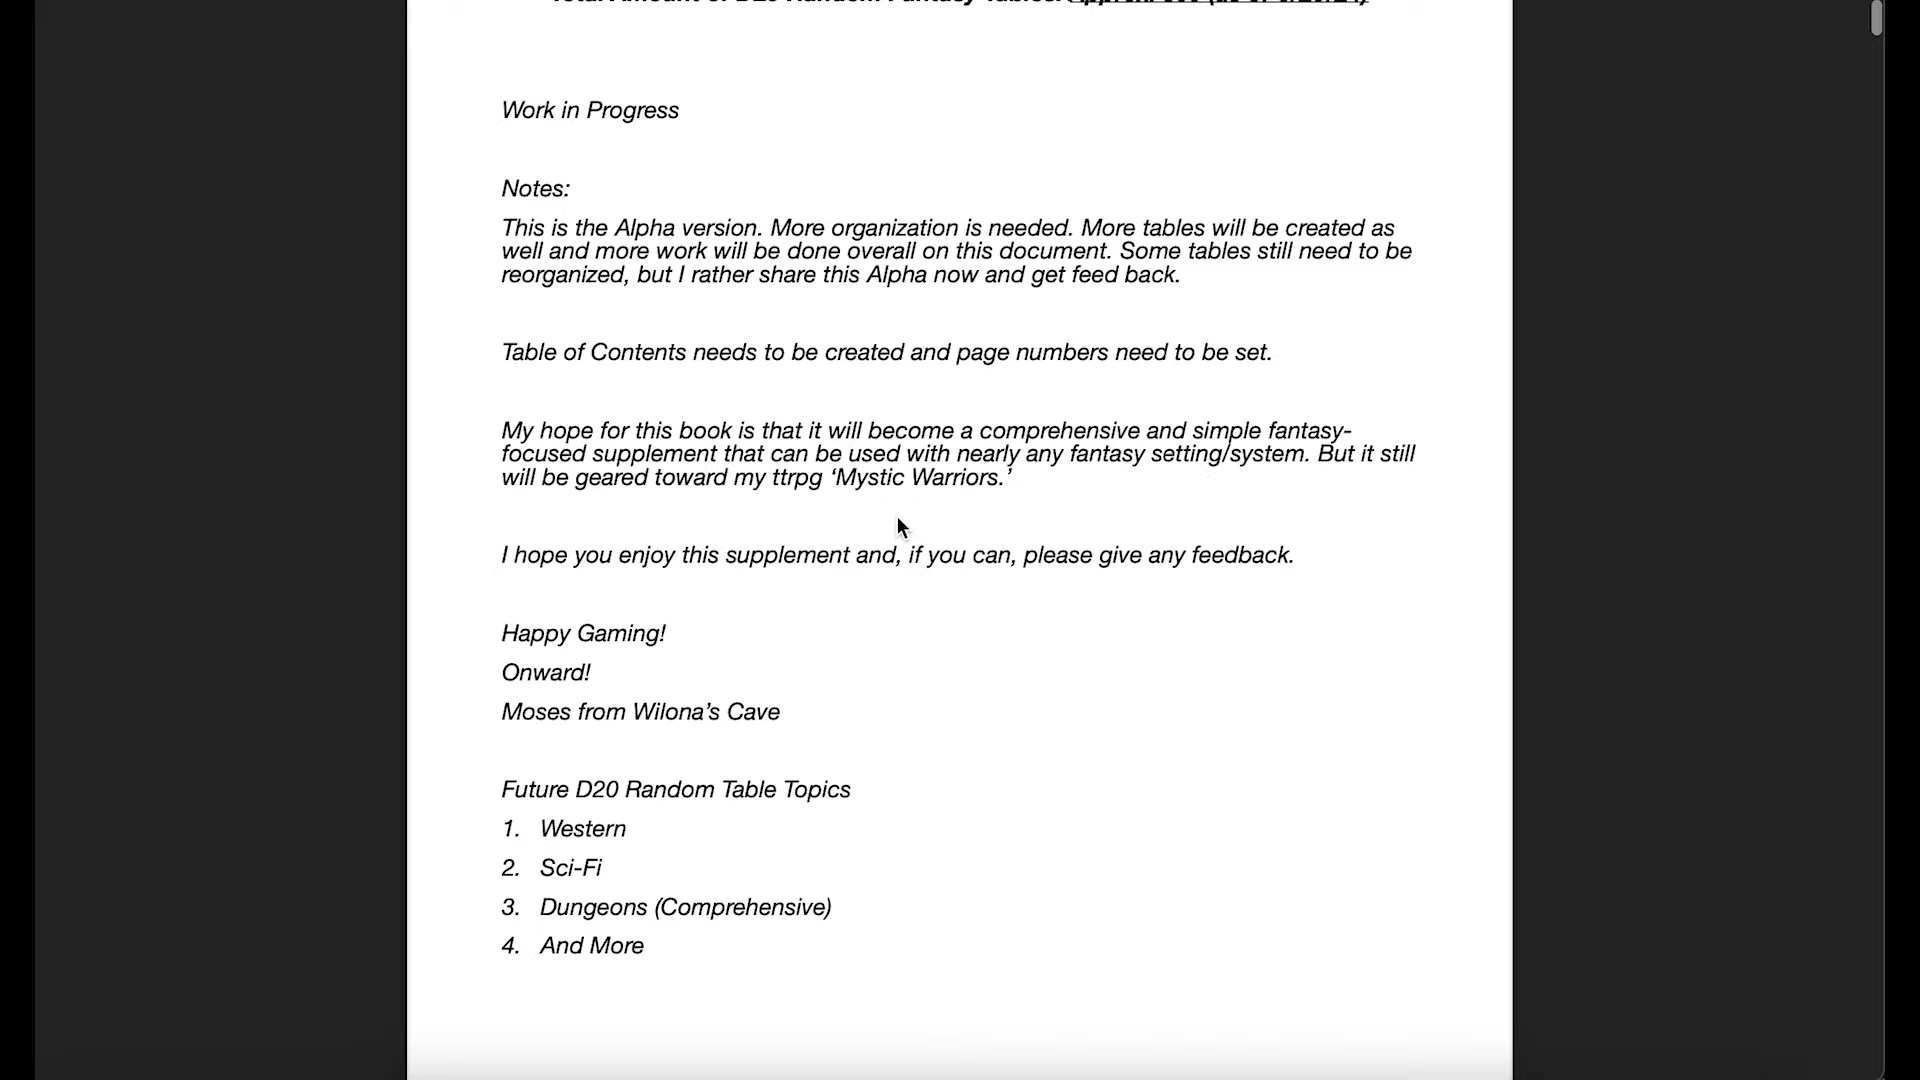 Total Amount of D20 Random Fantasy Tables:
Work in Progress
Notes:
This is the Alpha version. More organization is needed. More tables will be created as
well and more work will be done overall on this document. Some tables still need to be
reorganized, but I rather share this Alpha now and get feed back.
Table of Contents needs to be created and page numbers need to be set.
My hope for this book is that it will become a comprehensive and simple fantasy-
focused supplement that can be used with nearly any fantasy setting/system. But it still
will be geared toward my ttrpg ‘Mystic Warriors.’
I hope you enjoy this supplement and, if you can, please give any feedback.
Happy Gaming!
Onward!
Moses from Wilona’s Cave
Future D20 Random Table Topics
1. Western
2. Sci-Fi
3. Dungeons (Comprehensive)
4. And More